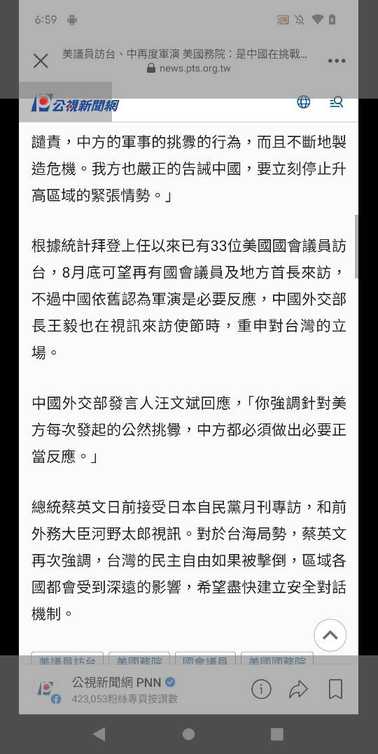 6:59
美議員訪台、中再度軍演 美國務院：是中國在挑戰...
news.pts.org.tw
公視新聞網
譴責，中方的軍事的挑釁的行為，而且不斷地製
造危機。我方也嚴正的告誡中國，要立刻停止升
高區域的緊張情勢。」
根據統計拜登上任以來已有33位美國國會議員訪
台，8月底可望再有國會議員及地方首長來訪，
不過中國依舊認為軍演是必要反應，中國外交部
長王毅也在視訊來訪使節時，重申對台灣的立
場。
中國外交部發言人汪文斌回應，「你強調針對美
方每次發起的公然挑釁，中方都必須做出必要正
當反應。」
總統蔡英文日前接受日本自民黨月刊專訪，和前
外務大臣河野太郎視訊。對於台海局勢，蔡英文
再次強調，台灣的民主自由如果被擊倒，區域各
國都會受到深遠的影響，希望盡快建立安全對話
機制。
美議員訪台 美國務院 國會議員 美國國務院
公視新聞網 PNN
423,053粉絲專頁按讚數